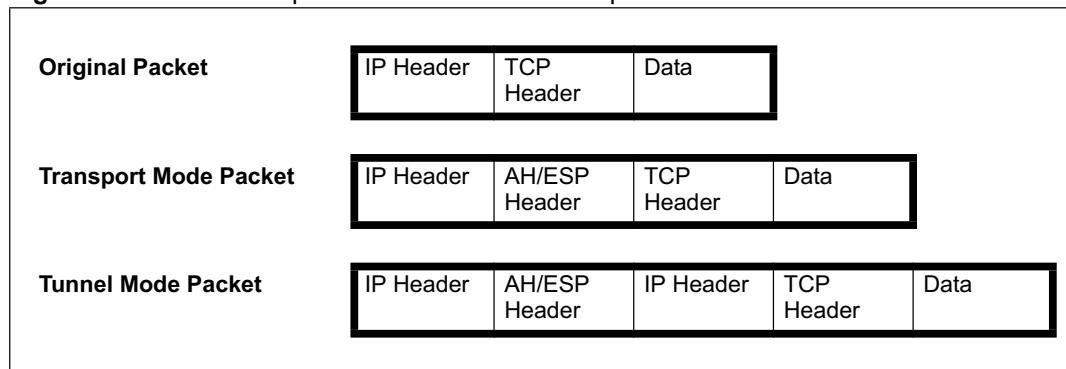 Original Packet
IP Header
TCP
Header
Data
Transport Mode Packet
IP Header
AH/ESP
Header
TCP
Header
Data
Tunnel Mode Packet
IP Header
AH/ESP
Header
IP Header
TCP
Header
Data